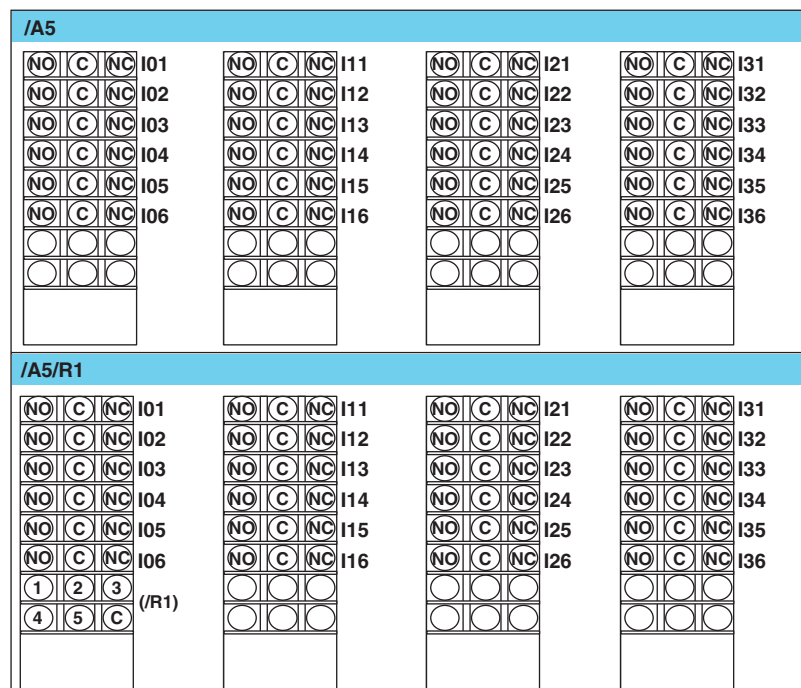 /A5
NO C NC I01 NO C NC I11 NO C NC I21 NO C NC I31
NO C NC I02 NO C NC I12 NO C NC I22 NO C NC I32
NO C NC I03 NO C NC I13 NO C NC I23 NO C NC I33
NO C NC I04 NO C NC I14 NO C NC I24 NO C NC I34
NO C NC I05 NO C NC I15 NO C NC I25 NO C NC I35
NO C NC I06 NO C NC I16 NO C NC I26 NO C NC I36
/A5/R1
NO C NC I01 NO C NC I11 NO C NC I21 NO C NC I31
NO C NC I02 NO C NC I12 NO C NC I22 NO C NC I32
NO C NC I03 NO C NC I13 NO C NC I23 NO C NC I33
NO C NC I04 NO C NC I14 NO C NC I24 NO C NC I34
NO C NC I05 NO C NC I15 NO C NC I25 NO C NC I35
NO C NC I06 NO C NC I16 NO C NC I26 NO C NC I36
1 2 3
(/R1)
4 5 C